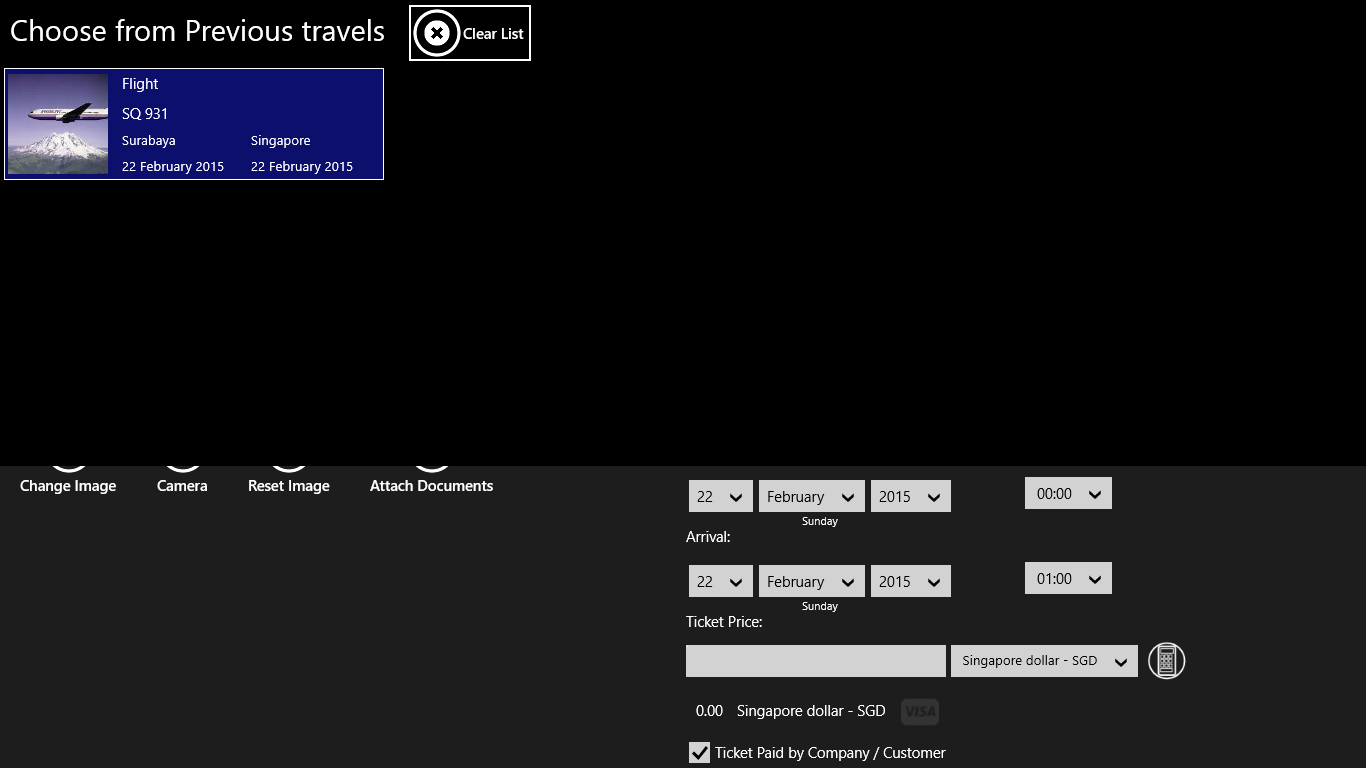 Choose from Previous travels
Clear List
Flight
SQ 931
Surabaya Singapore
22 February 2015 22 February 2015
Change Image Camera Reset Image Attach Documents
22 February 2015 00:00
Sunday
Arrival:
22 February 2015 01:00
Sunday
Ticket Price:
Singapore dollar - SGD
0.00 Singapore dollar - SGD VISA
Ticket Paid by Company / Customer